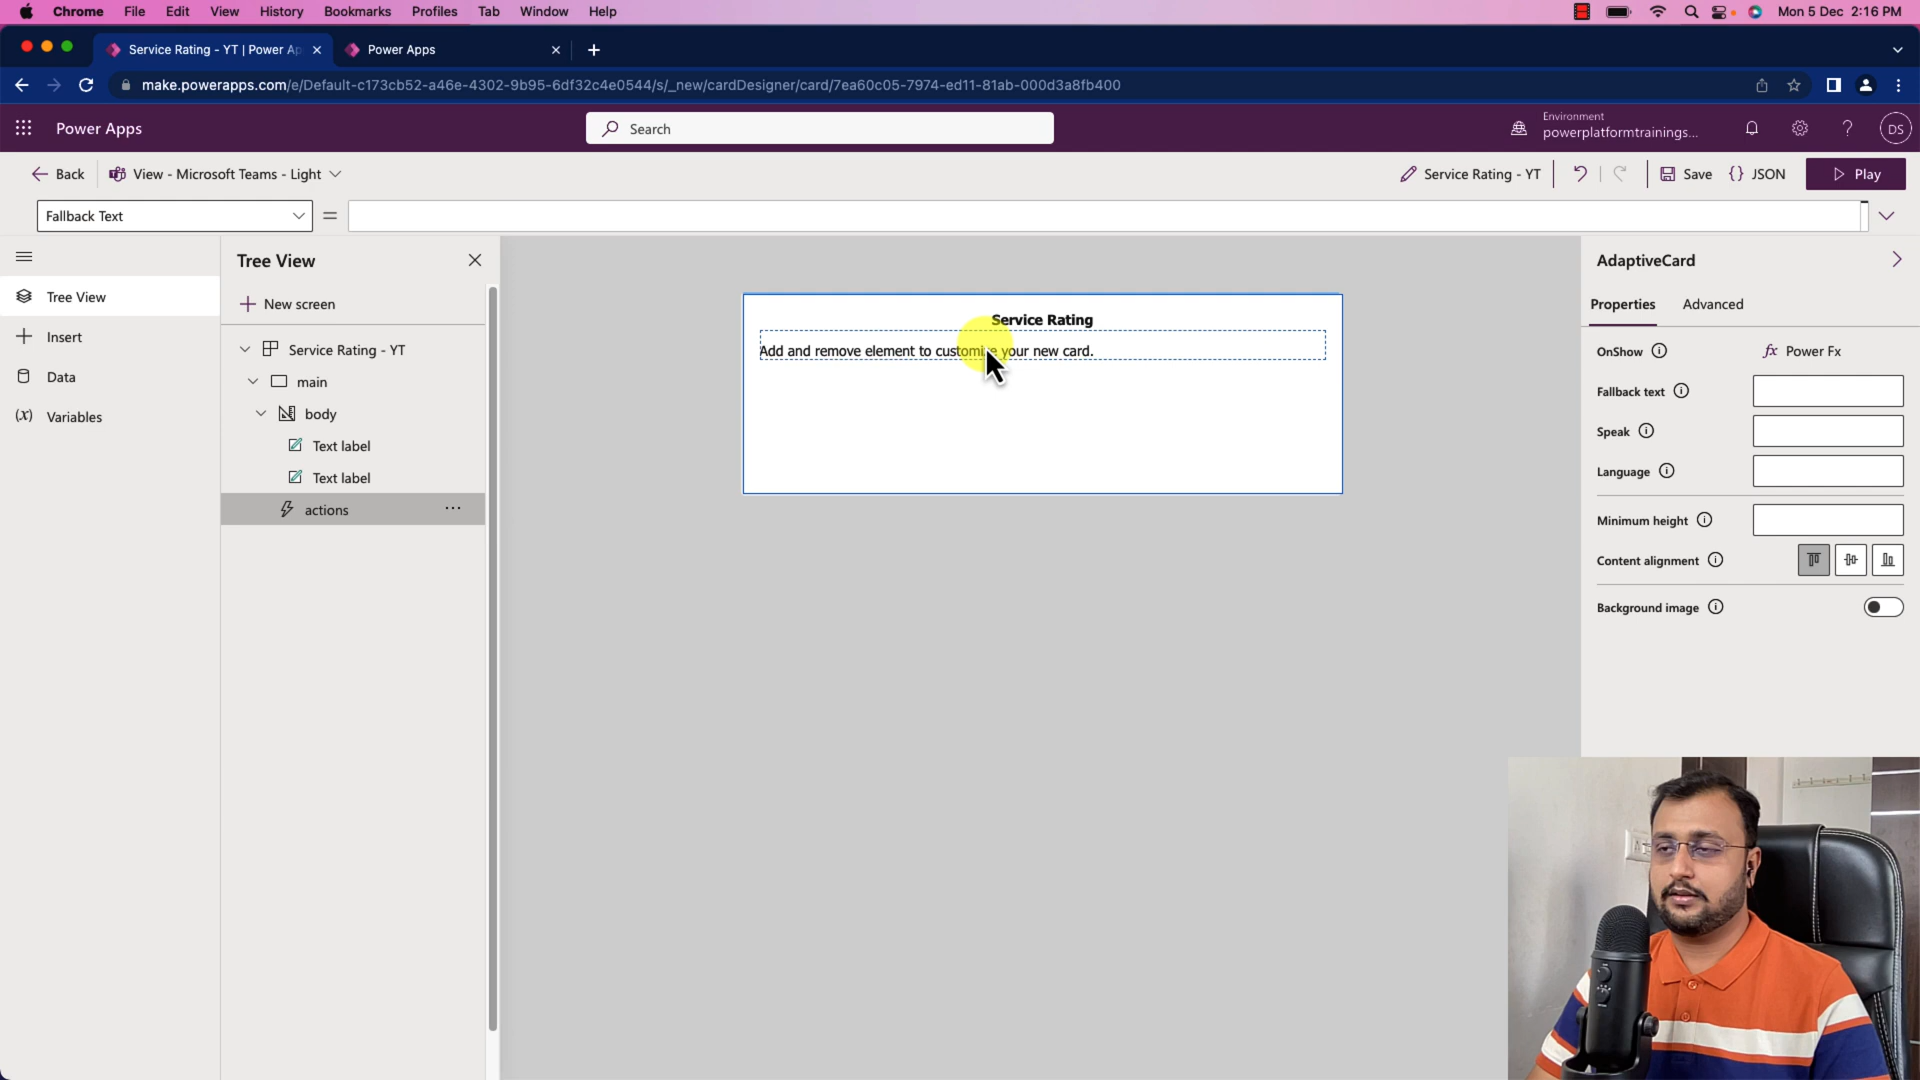 Chrome File Edit View History Bookmarks Profiles Tab Window Help Mon 5 Dec 2:16 PM
Service Rating - YT | Power Ap Power Apps
make.powerapps.com/e/Default-c173cb52-a46e-4302-9b95-6df32c4e0544/s/_new/cardDesigner/card/7ea60c05-7974-ed11-81ab-000d3a8fb400
Power Apps Search Environment
powerplatformtrainings... ? DS
Back View - Microsoft Teams - Light Service Rating - YT Save {} JSON Play
Fallback Text =
Tree View
Insert
Data
(x) Variables
Tree View
New screen
Service Rating - YT
main
body
Text label
Text label
actions ...
Service Rating
Add and remove element to customize your new card.
AdaptiveCard
Properties Advanced
OnShow fx Power Fx
Fallback text
Speak
Language
Minimum height
Content alignment
Background image